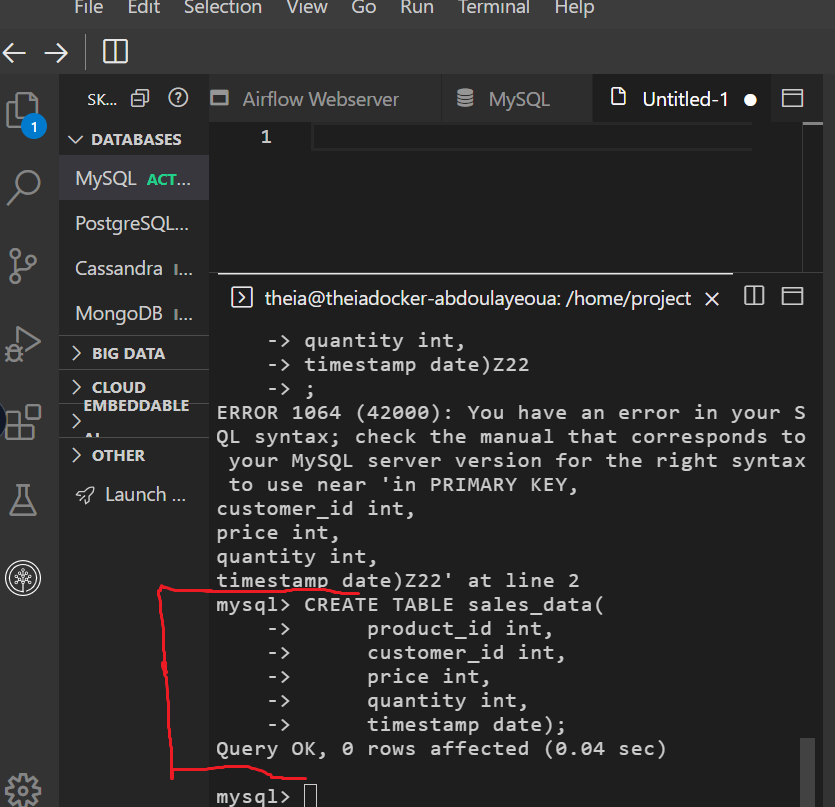 File Edit Selection View Go Run Terminal Help
SK... Airflow Webserver MySQL Untitled-1
1
1
DATABASES
MySQL ACT...
PostgreSQL...
Cassandra I...
MongoDB I...
BIG DATA
CLOUD
EMBEDDABLE
AI
OTHER
Launch ...
theia@theiadocker-abdoulayeoua: /home/project
-> quantity int,
-> timestamp date)Z22
-> ;
ERROR 1064 (42000): You have an error in your S
QL syntax; check the manual that corresponds to
your MySQL server version for the right syntax
to use near 'in PRIMARY KEY,
customer_id int,
price int,
quantity int,
timestamp date)Z22' at line 2
mysql> CREATE TABLE sales_data(
-> product_id int,
-> customer_id int,
-> price int,
-> quantity int,
-> timestamp date);
Query OK, 0 rows affected (0.04 sec)
mysql>